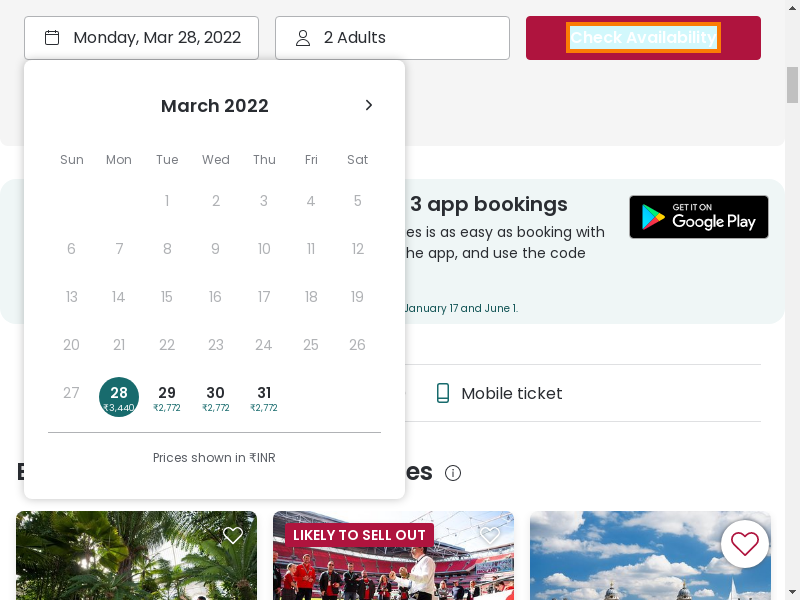 Monday, Mar 28, 2022
2 Adults
Check Availability
March 2022
Sun Mon Tue Wed Thu Fri Sat
1 2 3 4 5
6 7 8 9 10 11 12
13 14 15 16 17 18 19
20 21 22 23 24 25 26
27 28 29 30 31
₹3,440 ₹2,772 ₹2,772 ₹2,772
Prices shown in ₹INR
3 app bookings
es is as easy as booking with
he app, and use the code
January 17 and June 1.
GET IT ON
Google Play
Mobile ticket
es
LIKELY TO SELL OUT